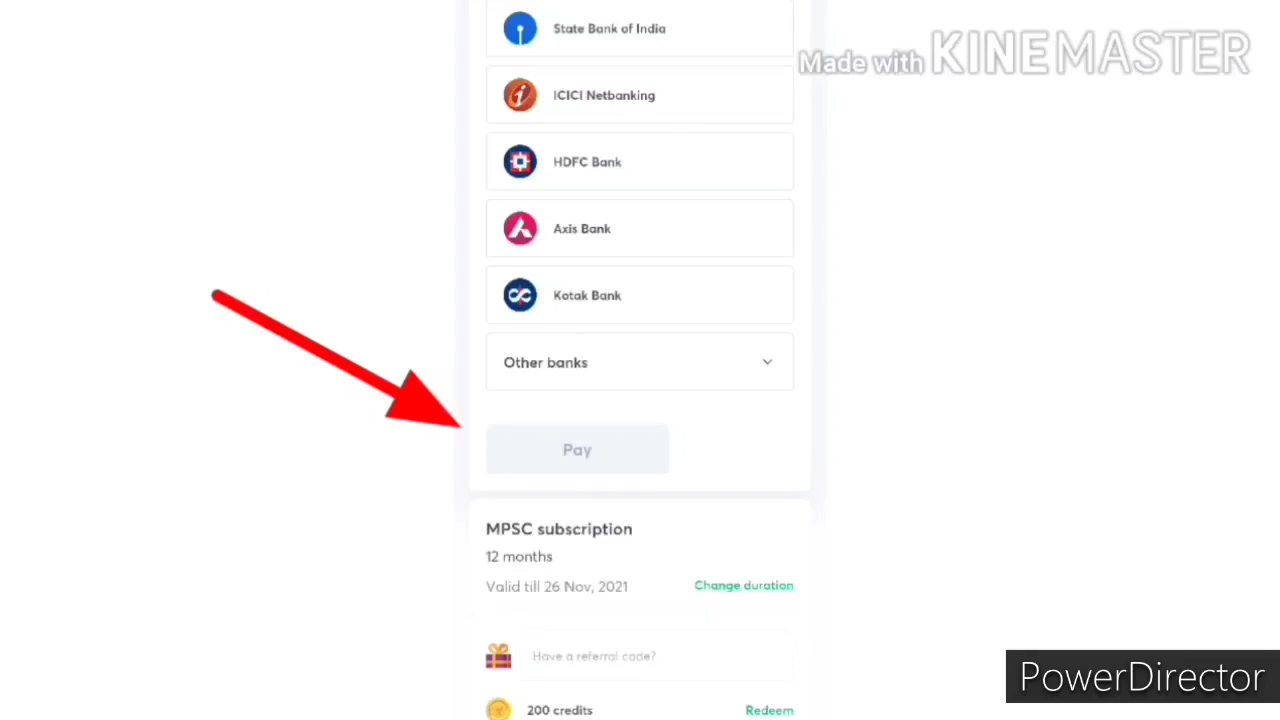 State Bank of India
Made with KINEMASTER
ICICI Netbanking
HDFC Bank
Axis Bank
Kotak Bank
Other banks
Pay
MPSC subscription
12 months
Valid till 26 Nov, 2021
Change duration
Have a referral code?
200 credits
Redeem
PowerDirector